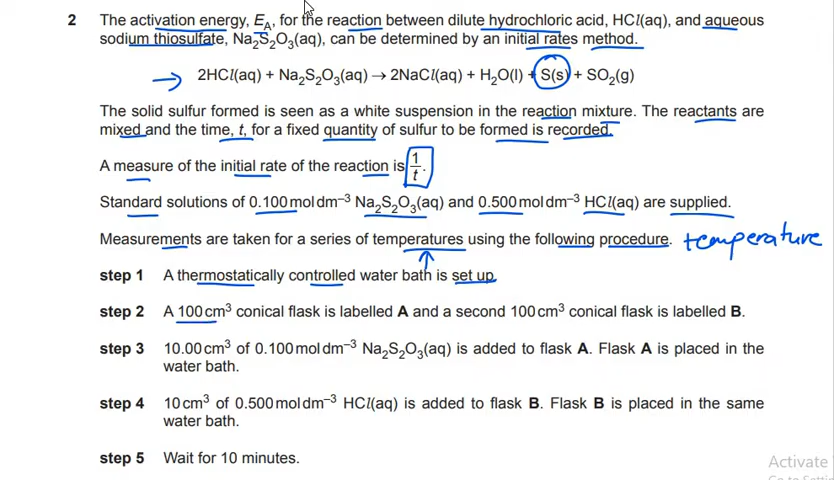 2 The activation energy, EA, for the reaction between dilute hydrochloric acid, HCl(aq), and aqueous
sodium thiosulfate, Na₂S₂O₃(aq), can be determined by an initial rates method.
2HCl(aq) + Na₂S₂O₃(aq) → 2NaCl(aq) + H₂O(l) + S(s) + SO₂(g)
The solid sulfur formed is seen as a white suspension in the reaction mixture. The reactants are
mixed and the time, t, for a fixed quantity of sulfur to be formed is recorded.
A measure of the initial rate of the reaction is 1/t.
Standard solutions of 0.100 mol dm⁻³ Na₂S₂O₃(aq) and 0.500 mol dm⁻³ HCl(aq) are supplied.
Measurements are taken for a series of temperatures using the following procedure. temperature
step 1 A thermostatically controlled water bath is set up.
step 2 A 100 cm³ conical flask is labelled A and a second 100 cm³ conical flask is labelled B.
step 3 10.00 cm³ of 0.100 mol dm⁻³ Na₂S₂O₃(aq) is added to flask A. Flask A is placed in the
water bath.
step 4 10 cm³ of 0.500 mol dm⁻³ HCl(aq) is added to flask B. Flask B is placed in the same
water bath.
step 5 Wait for 10 minutes.
Activate